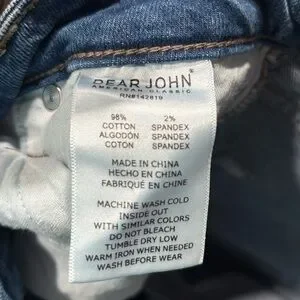 DEAR JOHN®
AMERICAN CLASSIC
RN#142819
98% 2%
COTTON SPANDEX
ALGODÓN SPANDEX
COTON SPANDEX
MADE IN CHINA
HECHO EN CHINA
FABRIQUÉ EN CHINE
MACHINE WASH COLD
INSIDE OUT
WITH SIMILAR COLORS
DO NOT BLEACH
TUMBLE DRY LOW
WARM IRON WHEN NEEDED
WASH BEFORE WEAR